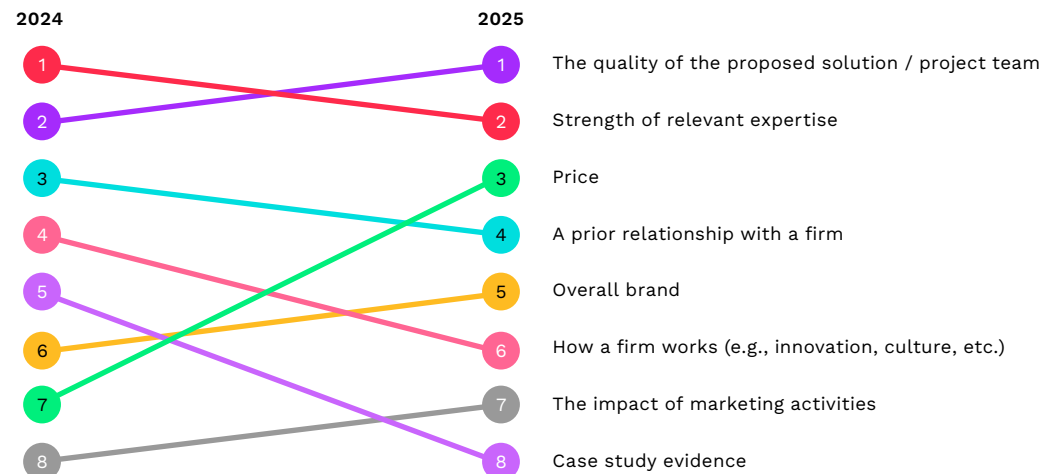 2024 2025
1 1 The quality of the proposed solution / project team
2 2 Strength of relevant expertise
3 3 Price
4 4 A prior relationship with a firm
5 5 Overall brand
6 6 How a firm works (e.g., innovation, culture, etc.)
7 7 The impact of marketing activities
8 8 Case study evidence